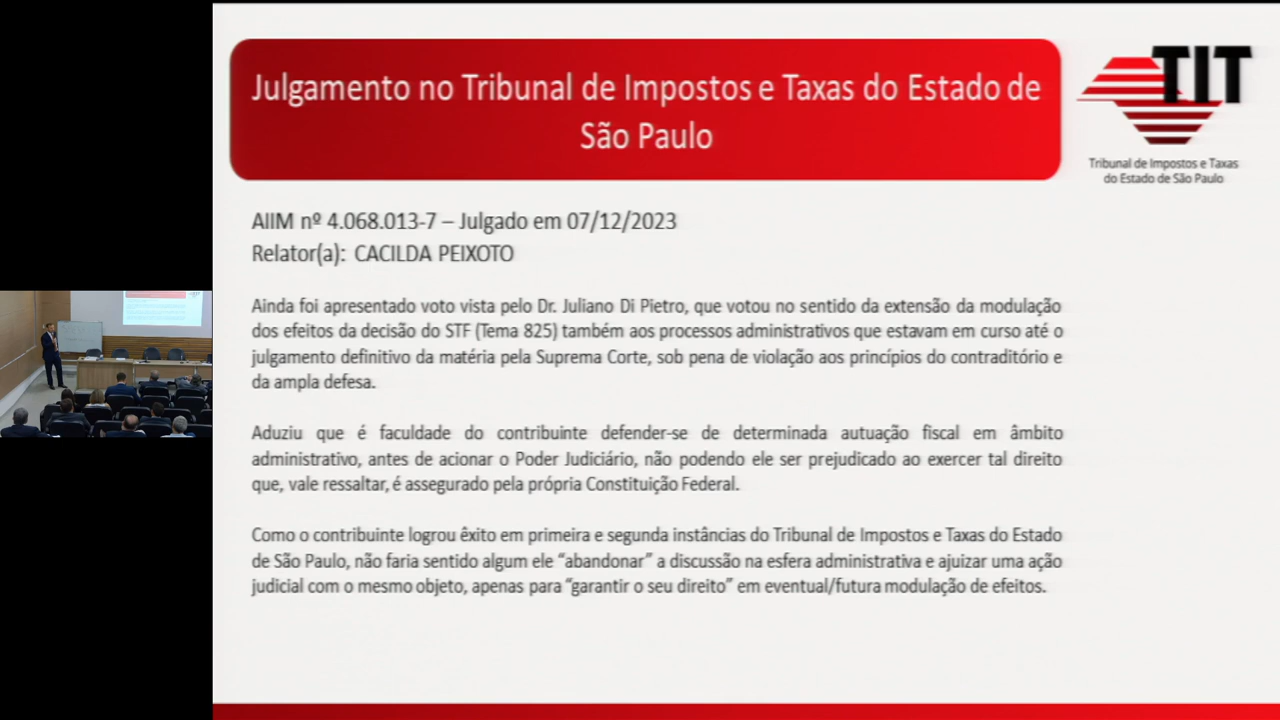 Julgamento no Tribunal de Impostos e Taxas do Estado de
São Paulo
TIT
Tribunal de Impostos e Taxas
do Estado de São Paulo
AIIM nº 4.068.013-7 – Julgado em 07/12/2023
Relator(a): CACILDA PEIXOTO
Ainda foi apresentado voto vista pelo Dr. Juliano Di Pietro, que votou no sentido da extensão da modulação
dos efeitos da decisão do STF (Tema 825) também aos processos administrativos que estavam em curso até o
julgamento definitivo da matéria pela Suprema Corte, sob pena de violação aos princípios do contraditório e
da ampla defesa.
Aduziu que é faculdade do contribuinte defender-se de determinada autuação fiscal em âmbito
administrativo, antes de acionar o Poder Judiciário, não podendo ele ser prejudicado ao exercer tal direito
que, vale ressaltar, é assegurado pela própria Constituição Federal.
Como o contribuinte logrou êxito em primeira e segunda instâncias do Tribunal de Impostos e Taxas do Estado
de São Paulo, não faria sentido algum ele “abandonar” a discussão na esfera administrativa e ajuizar uma ação
judicial com o mesmo objeto, apenas para “garantir o seu direito” em eventual/futura modulação de efeitos.